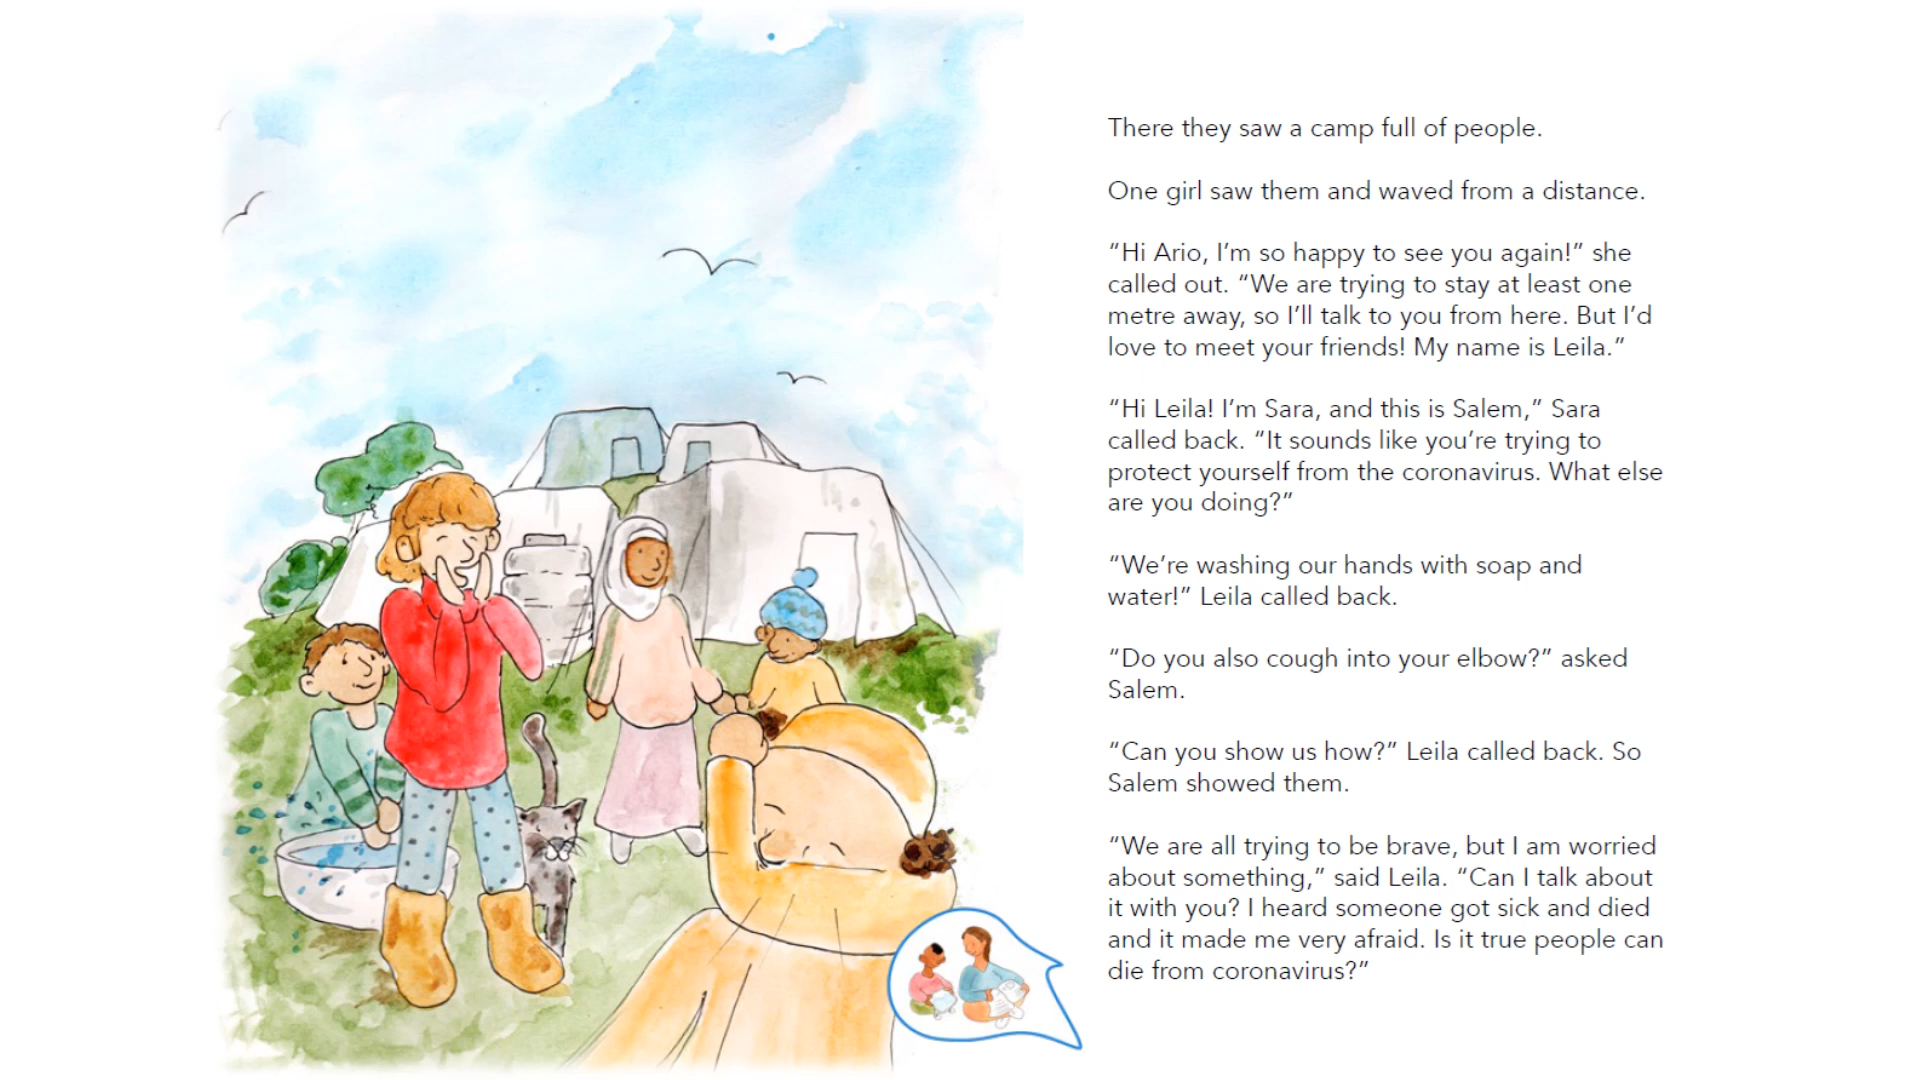 There they saw a camp full of people.
One girl saw them and waved from a distance.
“Hi Ario, I’m so happy to see you again!” she
called out. “We are trying to stay at least one
metre away, so I’ll talk to you from here. But I’d
love to meet your friends! My name is Leila.”
“Hi Leila! I’m Sara, and this is Salem,” Sara
called back. “It sounds like you’re trying to
protect yourself from the coronavirus. What else
are you doing?”
“We’re washing our hands with soap and
water!” Leila called back.
“Do you also cough into your elbow?” asked
Salem.
“Can you show us how?” Leila called back. So
Salem showed them.
“We are all trying to be brave, but I am worried
about something,” said Leila. “Can I talk about
it with you? I heard someone got sick and died
and it made me very afraid. Is it true people can
die from coronavirus?”